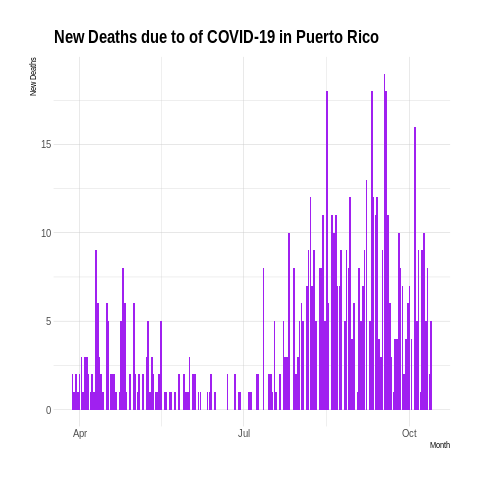 New Deaths due to of COVID-19 in Puerto Rico
New Deaths
15
10
5
0
Apr
Jul
Oct
Month